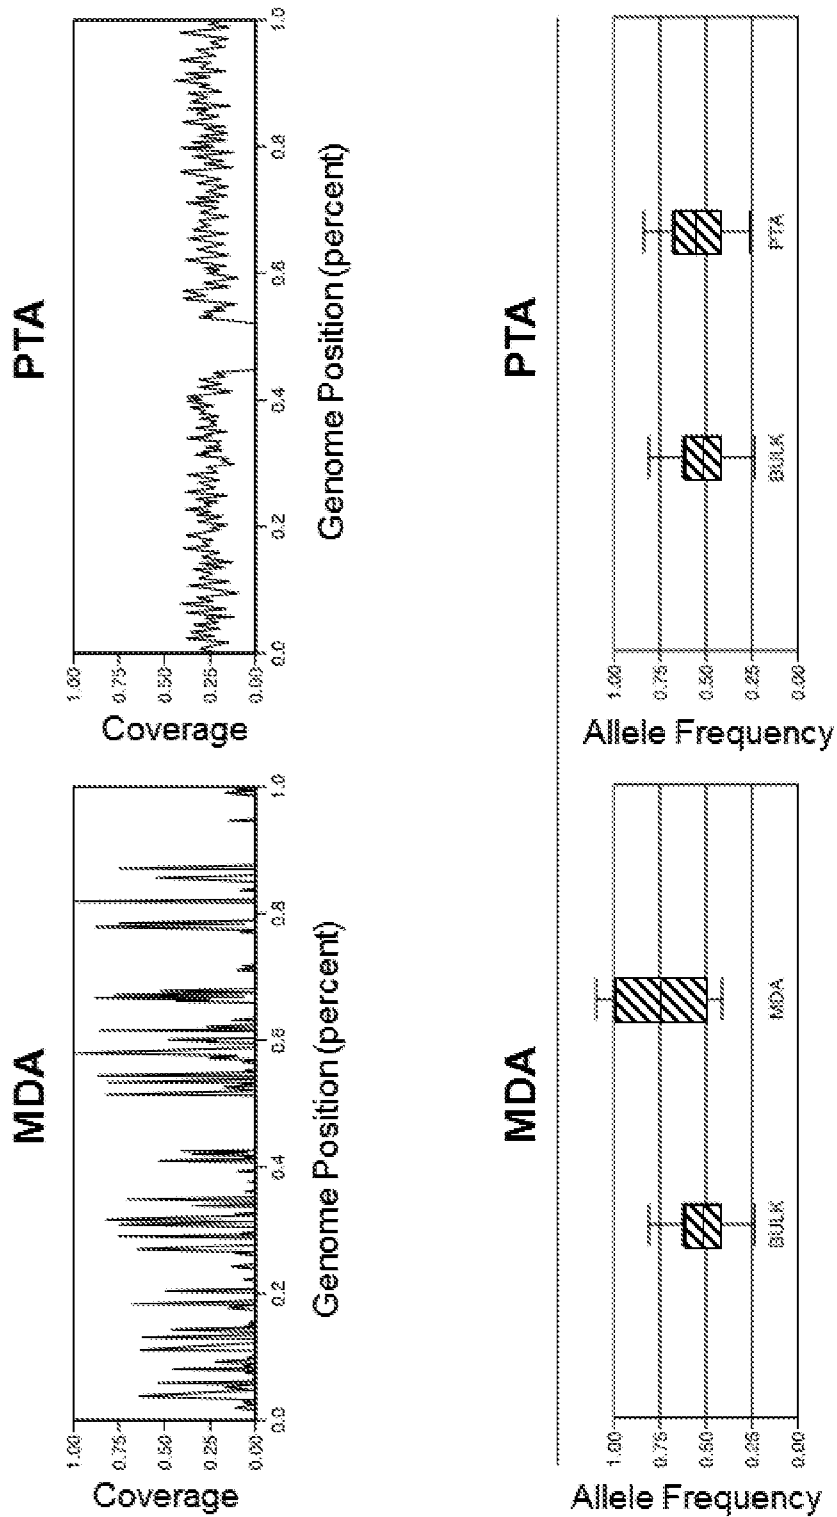 MDA
Coverage
1.00
0.75
0.50
0.25
0.00
0.0
0.2
0.4
0.6
0.8
1.0
Genome Position (percent)
PTA
Coverage
1.00
0.75
0.50
0.25
0.00
0.0
0.2
0.4
0.6
0.8
1.0
Genome Position (percent)
MDA
Allele Frequency
1.00
0.75
0.50
0.25
0.00
BULK
MDA
PTA
Allele Frequency
1.00
0.75
0.50
0.25
0.00
BULK
PTA